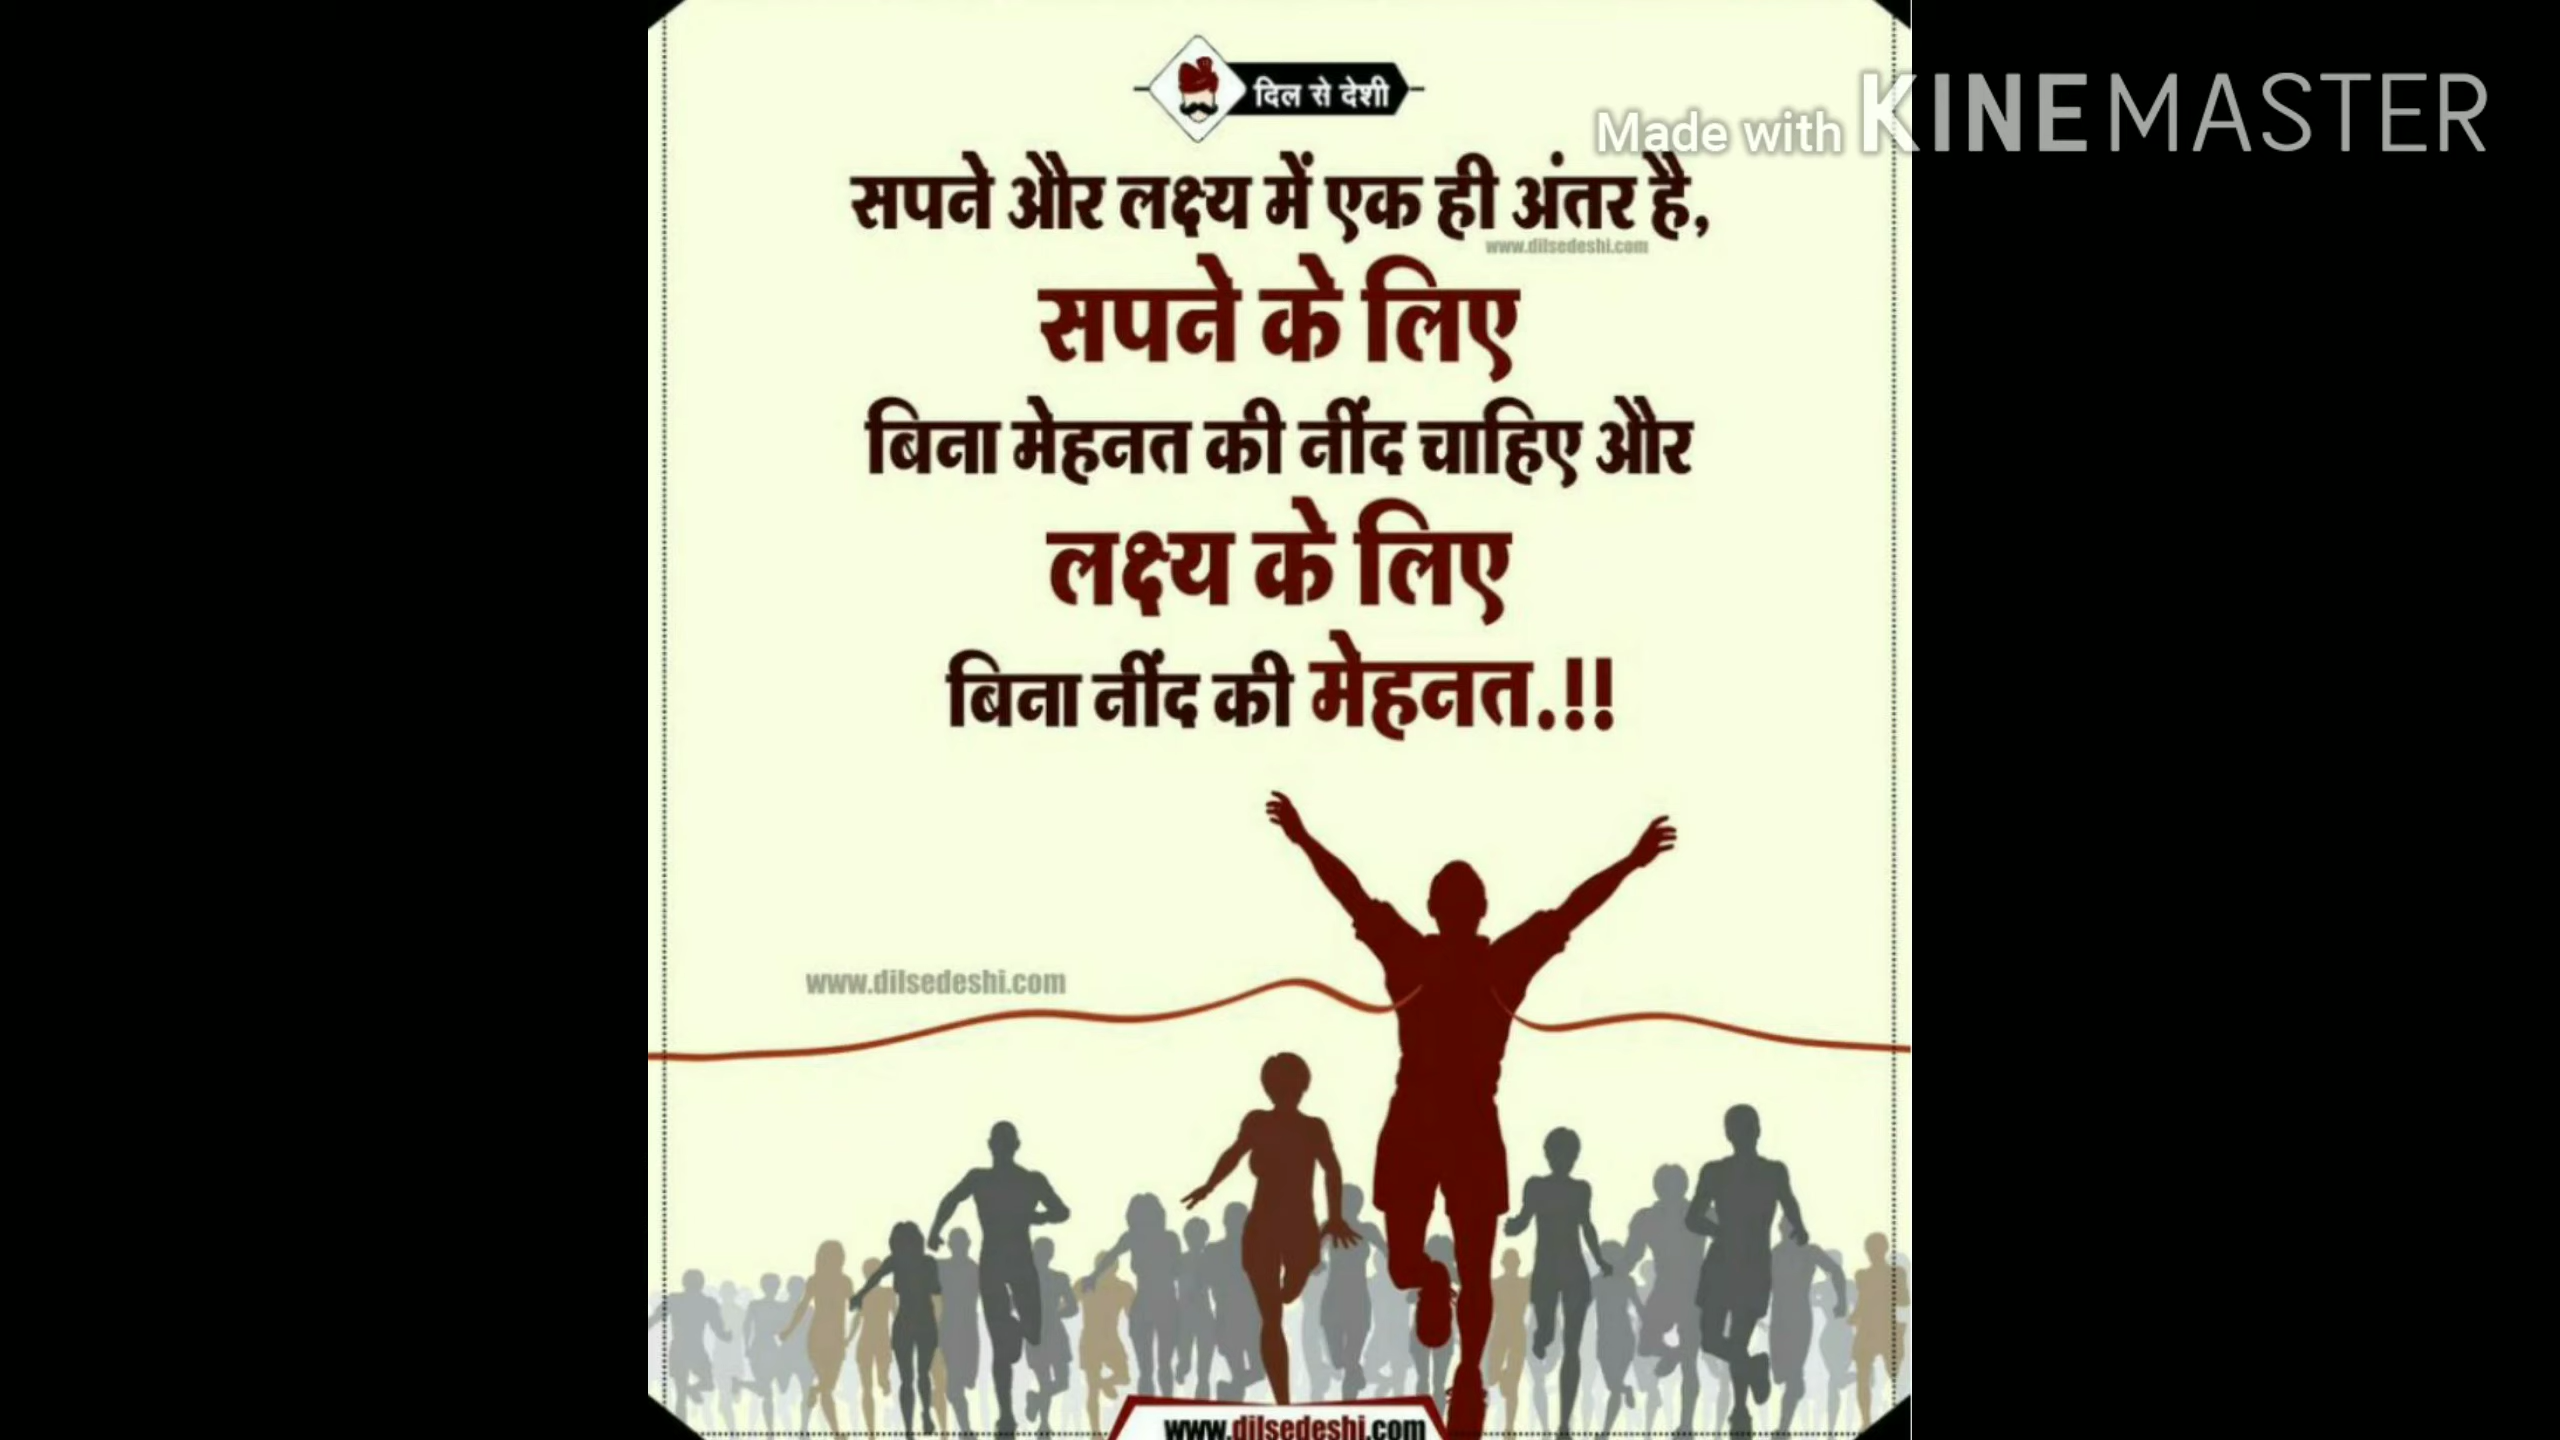 दिल से देशी
Made with KINEMASTER
सपने और लक्ष्य में एक ही अंतर है,
www.dilsedeshi.com
सपने के लिए
बिना मेहनत की नींद चाहिए और
लक्ष्य के लिए
बिना नींद की मेहनत.!!
www.dilsedeshi.com
www.dilsedeshi.com